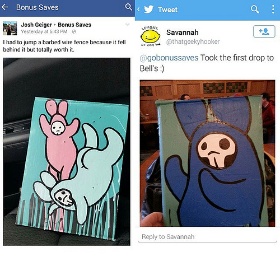 Bonus Saves
Josh Geiger ▸ Bonus Saves
Yesterday at 5:43 PM
I had to jump a barbed wire fence because it fell
behind it but totally worth it.
Tweet
Savannah
@thatgeekyhooker
@gobonussaves Took the first drop to
Bell's :)
Reply to Savannah